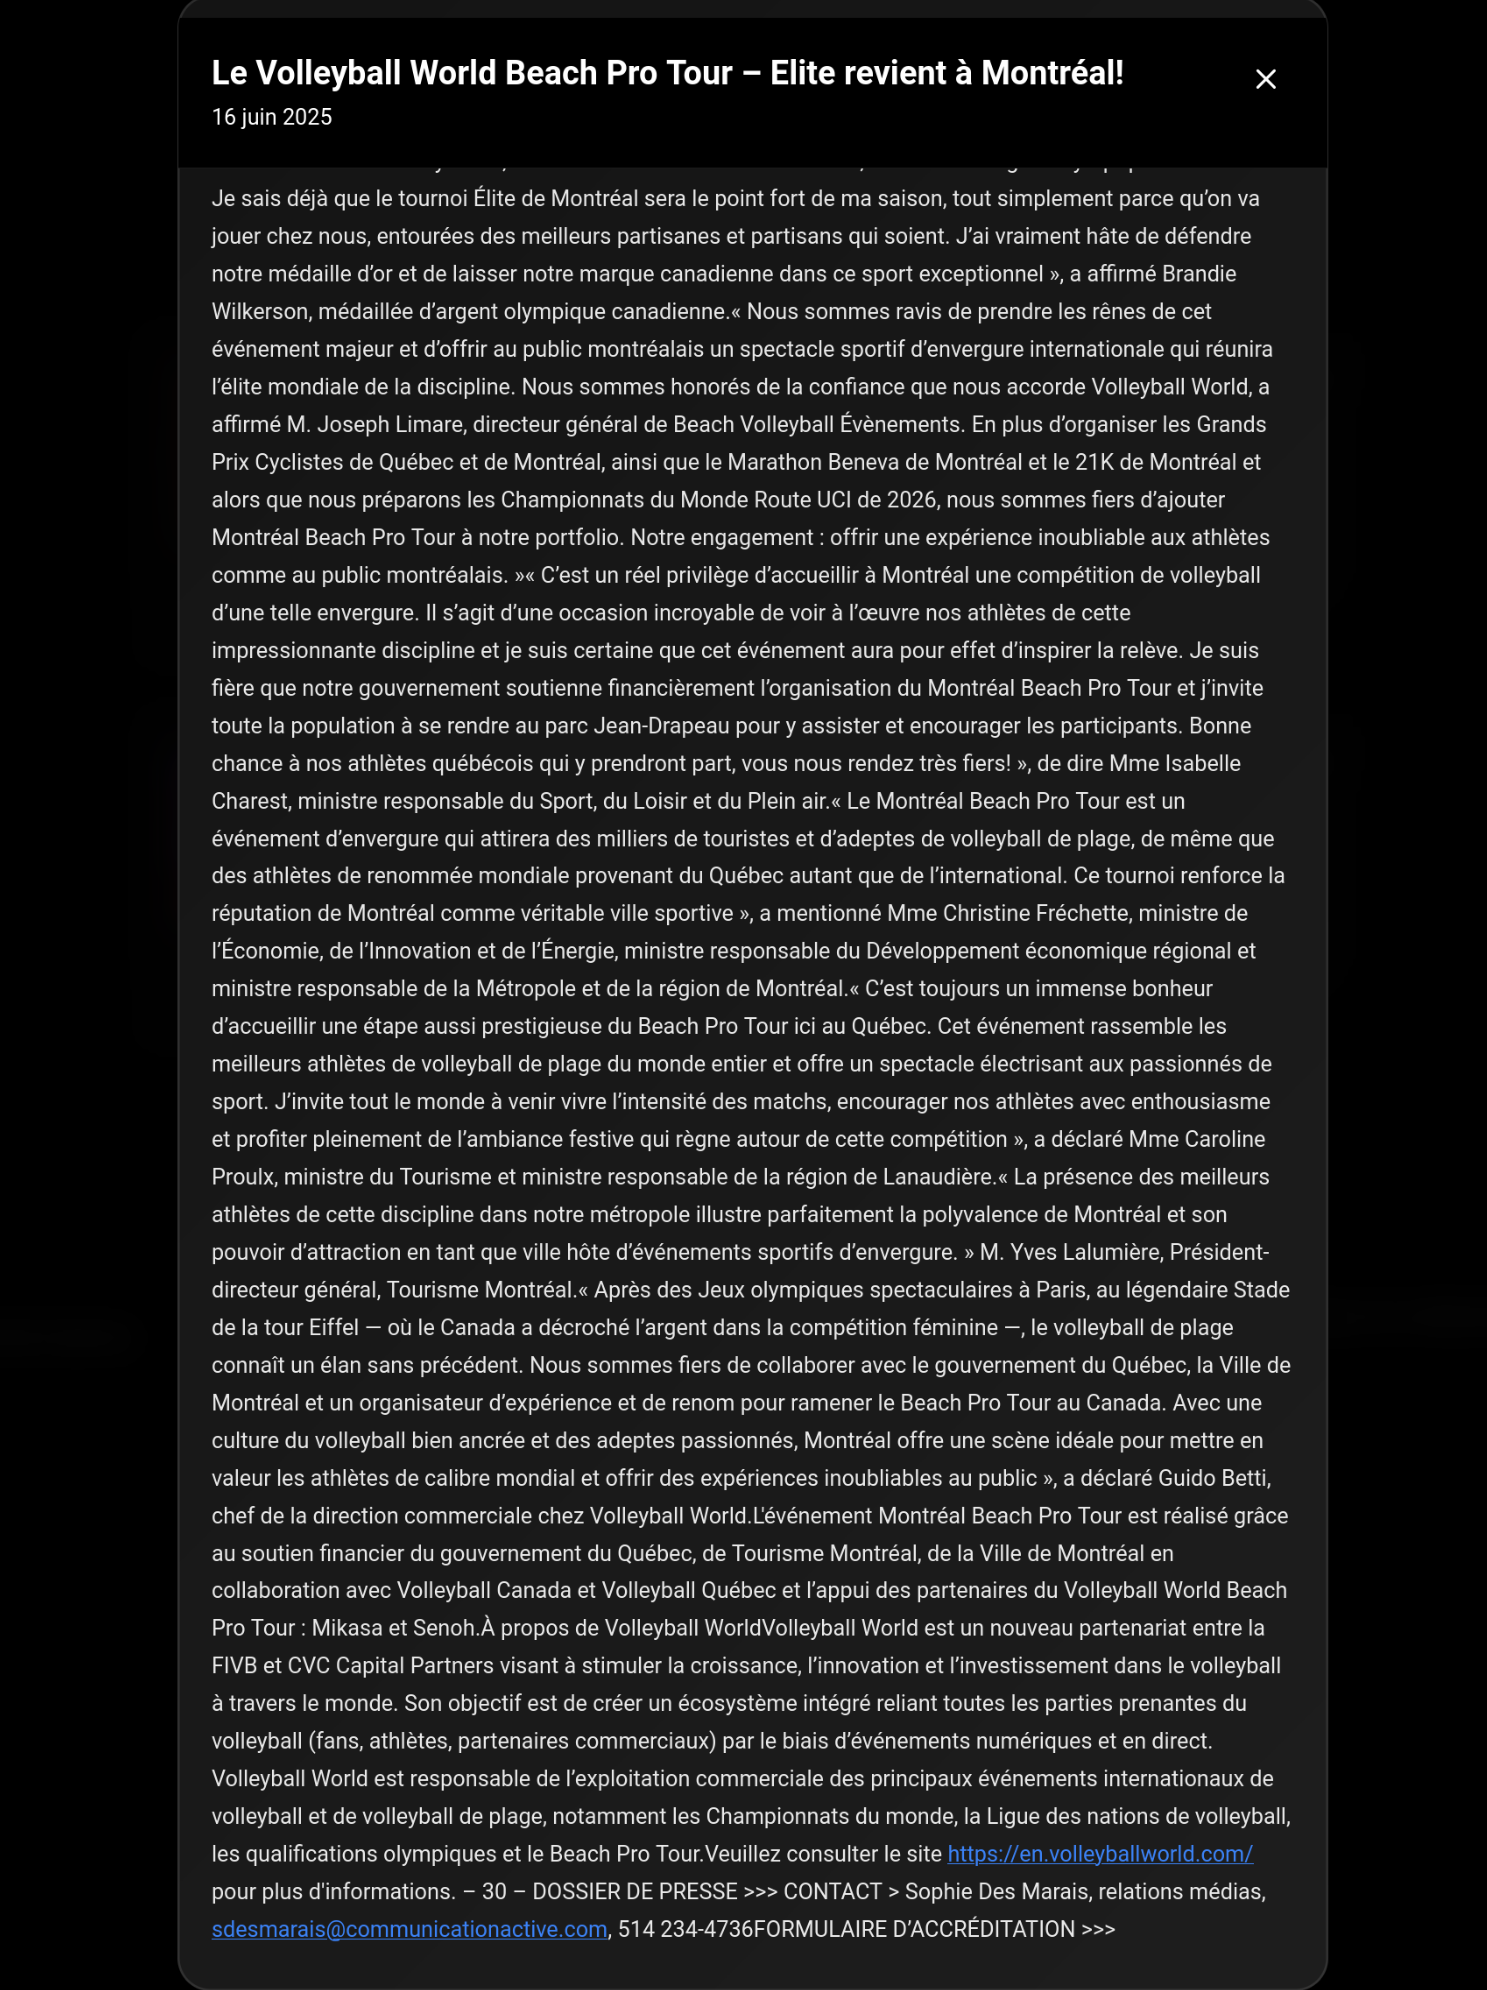 Le Volleyball World Beach Pro Tour – Elite revient à Montréal!
16 juin 2025
Je sais déjà que le tournoi Élite de Montréal sera le point fort de ma saison, tout simplement parce qu’on va
jouer chez nous, entourées des meilleurs partisanes et partisans qui soient. J’ai vraiment hâte de défendre
notre médaille d’or et de laisser notre marque canadienne dans ce sport exceptionnel », a affirmé Brandie
Wilkerson, médaillée d’argent olympique canadienne.« Nous sommes ravis de prendre les rênes de cet
événement majeur et d’offrir au public montréalais un spectacle sportif d’envergure internationale qui réunira
l’élite mondiale de la discipline. Nous sommes honorés de la confiance que nous accorde Volleyball World, a
affirmé M. Joseph Limare, directeur général de Beach Volleyball Évènements. En plus d’organiser les Grands
Prix Cyclistes de Québec et de Montréal, ainsi que le Marathon Beneva de Montréal et le 21K de Montréal et
alors que nous préparons les Championnats du Monde Route UCI de 2026, nous sommes fiers d’ajouter
Montréal Beach Pro Tour à notre portfolio. Notre engagement : offrir une expérience inoubliable aux athlètes
comme au public montréalais. »« C’est un réel privilège d’accueillir à Montréal une compétition de volleyball
d’une telle envergure. Il s’agit d’une occasion incroyable de voir à l’œuvre nos athlètes de cette
impressionnante discipline et je suis certaine que cet événement aura pour effet d’inspirer la relève. Je suis
fière que notre gouvernement soutienne financièrement l’organisation du Montréal Beach Pro Tour et j’invite
toute la population à se rendre au parc Jean-Drapeau pour y assister et encourager les participants. Bonne
chance à nos athlètes québécois qui y prendront part, vous nous rendez très fiers! », de dire Mme Isabelle
Charest, ministre responsable du Sport, du Loisir et du Plein air.« Le Montréal Beach Pro Tour est un
événement d’envergure qui attirera des milliers de touristes et d’adeptes de volleyball de plage, de même que
des athlètes de renommée mondiale provenant du Québec autant que de l’international. Ce tournoi renforce la
réputation de Montréal comme véritable ville sportive », a mentionné Mme Christine Fréchette, ministre de
l’Économie, de l’Innovation et de l’Énergie, ministre responsable du Développement économique régional et
ministre responsable de la Métropole et de la région de Montréal.« C’est toujours un immense bonheur
d’accueillir une étape aussi prestigieuse du Beach Pro Tour ici au Québec. Cet événement rassemble les
meilleurs athlètes de volleyball de plage du monde entier et offre un spectacle électrisant aux passionnés de
sport. J’invite tout le monde à venir vivre l’intensité des matchs, encourager nos athlètes avec enthousiasme
et profiter pleinement de l’ambiance festive qui règne autour de cette compétition », a déclaré Mme Caroline
Proulx, ministre du Tourisme et ministre responsable de la région de Lanaudière.« La présence des meilleurs
athlètes de cette discipline dans notre métropole illustre parfaitement la polyvalence de Montréal et son
pouvoir d’attraction en tant que ville hôte d’événements sportifs d’envergure. » M. Yves Lalumière, Président-
directeur général, Tourisme Montréal.« Après des Jeux olympiques spectaculaires à Paris, au légendaire Stade
de la tour Eiffel — où le Canada a décroché l’argent dans la compétition féminine —, le volleyball de plage
connaît un élan sans précédent. Nous sommes fiers de collaborer avec le gouvernement du Québec, la Ville de
Montréal et un organisateur d’expérience et de renom pour ramener le Beach Pro Tour au Canada. Avec une
culture du volleyball bien ancrée et des adeptes passionnés, Montréal offre une scène idéale pour mettre en
valeur les athlètes de calibre mondial et offrir des expériences inoubliables au public », a déclaré Guido Betti,
chef de la direction commerciale chez Volleyball World.L'événement Montréal Beach Pro Tour est réalisé grâce
au soutien financier du gouvernement du Québec, de Tourisme Montréal, de la Ville de Montréal en
collaboration avec Volleyball Canada et Volleyball Québec et l’appui des partenaires du Volleyball World Beach
Pro Tour : Mikasa et Senoh.À propos de Volleyball WorldVolleyball World est un nouveau partenariat entre la
FIVB et CVC Capital Partners visant à stimuler la croissance, l’innovation et l’investissement dans le volleyball
à travers le monde. Son objectif est de créer un écosystème intégré reliant toutes les parties prenantes du
volleyball (fans, athlètes, partenaires commerciaux) par le biais d’événements numériques et en direct.
Volleyball World est responsable de l’exploitation commerciale des principaux événements internationaux de
volleyball et de volleyball de plage, notamment les Championnats du monde, la Ligue des nations de volleyball,
les qualifications olympiques et le Beach Pro Tour.Veuillez consulter le site https://en.volleyballworld.com/
pour plus d'informations. – 30 – DOSSIER DE PRESSE >>> CONTACT > Sophie Des Marais, relations médias,
sdesmarais@communicationactive.com, 514 234-4736FORMULAIRE D’ACCRÉDITATION >>>